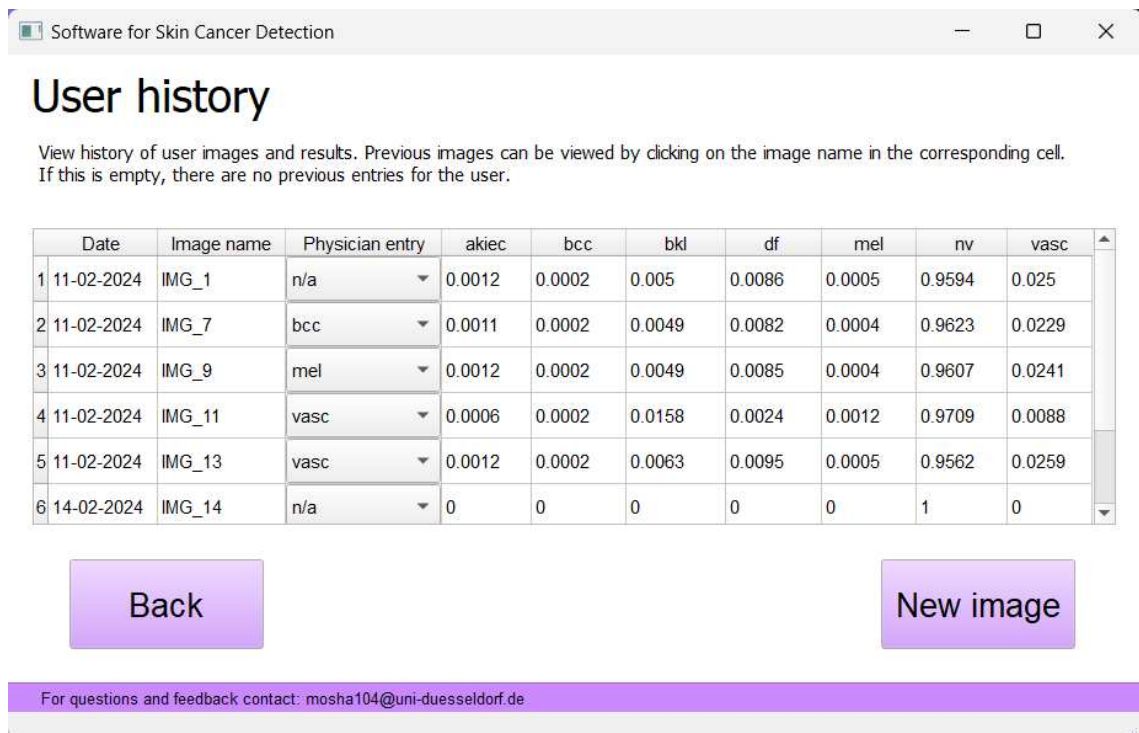 Software for Skin Cancer Detection
User history
View history of user images and results. Previous images can be viewed by clicking on the image name in the corresponding cell.
If this is empty, there are no previous entries for the user.
Date Image name Physician entry akiec bcc bkl df mel nv vasc
1 11-02-2024 IMG_1 n/a 0.0012 0.0002 0.005 0.0086 0.0005 0.9594 0.025
2 11-02-2024 IMG_7 bcc 0.0011 0.0002 0.0049 0.0082 0.0004 0.9623 0.0229
3 11-02-2024 IMG_9 mel 0.0012 0.0002 0.0049 0.0085 0.0004 0.9607 0.0241
4 11-02-2024 IMG_11 vasc 0.0006 0.0002 0.0158 0.0024 0.0012 0.9709 0.0088
5 11-02-2024 IMG_13 vasc 0.0012 0.0002 0.0063 0.0095 0.0005 0.9562 0.0259
6 14-02-2024 IMG_14 n/a 0 0 0 0 0 1 0
Back New image
For questions and feedback contact: mosha104@uni-duesseldorf.de